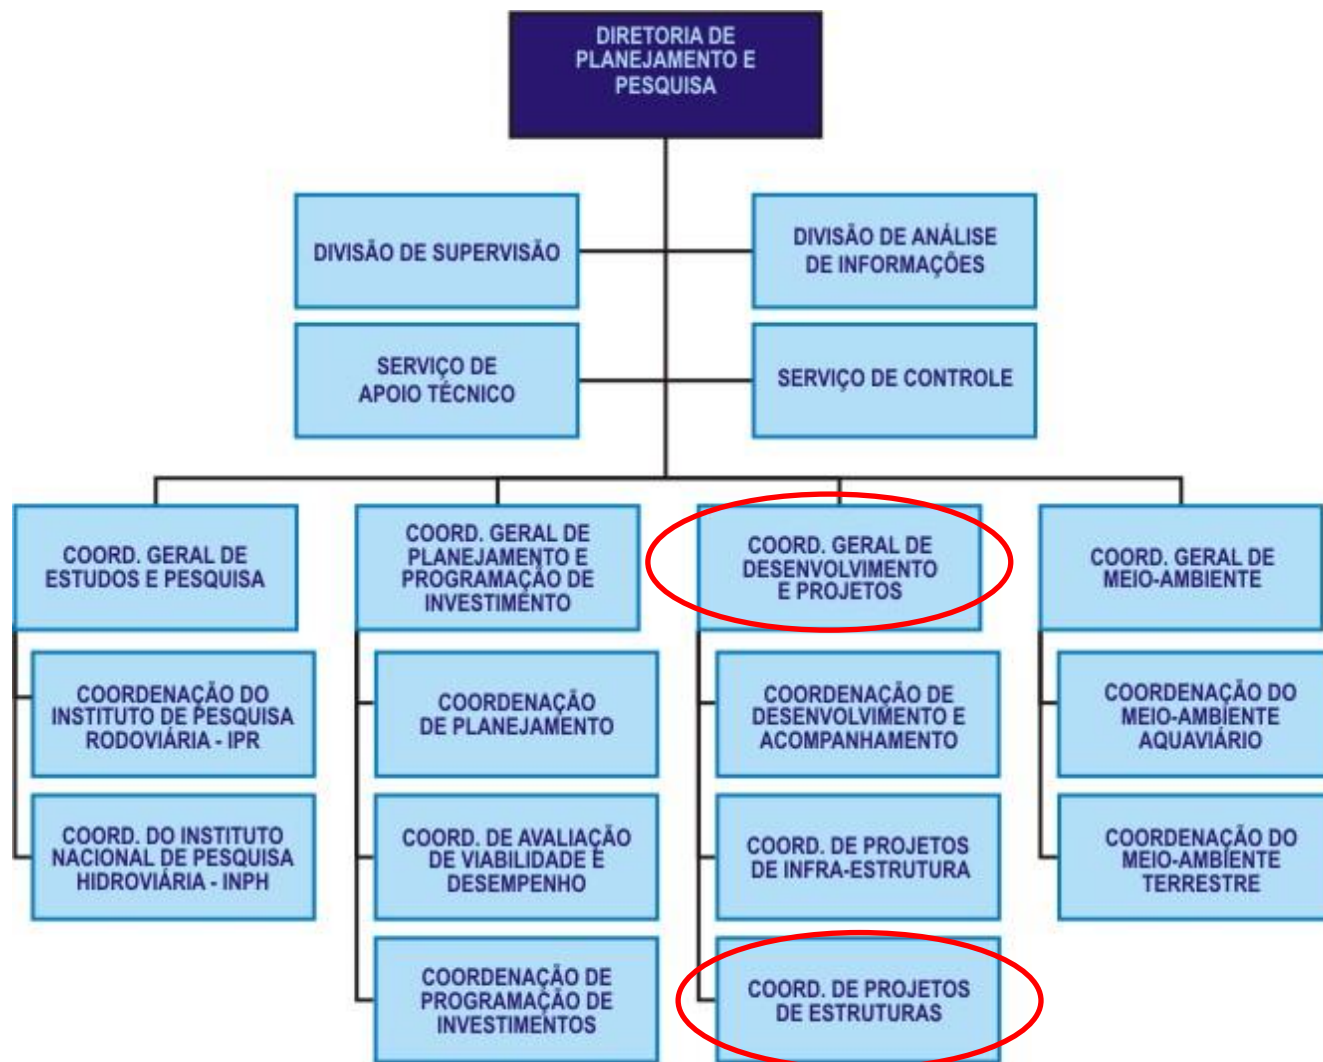 DIRETORIA DE
PLANEJAMENTO E
PESQUISA
DIVISÃO DE SUPERVISÃO
DIVISÃO DE ANÁLISE
DE INFORMAÇÕES
SERVIÇO DE
APOIO TÉCNICO
SERVIÇO DE CONTROLE
COORD. GERAL DE
ESTUDOS E PESQUISA
COORD. GERAL DE
PLANEJAMENTO E
PROGRAMAÇÃO DE
INVESTIMENTO
COORD. GERAL DE
DESENVOLVIMENTO
E PROJETOS
COORD. GERAL DE
MEIO-AMBIENTE
COORDENAÇÃO DO
INSTITUTO DE PESQUISA
RODOVIÁRIA - IPR
COORDENAÇÃO
DE PLANEJAMENTO
COORDENAÇÃO DE
DESENVOLVIMENTO E
ACOMPANHAMENTO
COORDENAÇÃO DO
MEIO-AMBIENTE
AQUAVIÁRIO
COORD. DO INSTITUTO
NACIONAL DE PESQUISA
HIDROVIÁRIA - INPH
COORD. DE AVALIAÇÃO
DE VIABILIDADE E
DESEMPENHO
COORD. DE PROJETOS
DE INFRA-ESTRUTURA
COORDENAÇÃO DO
MEIO-AMBIENTE
TERRESTRE
COORDENAÇÃO DE
PROGRAMAÇÃO DE
INVESTIMENTOS
COORD. DE PROJETOS
DE ESTRUTURAS